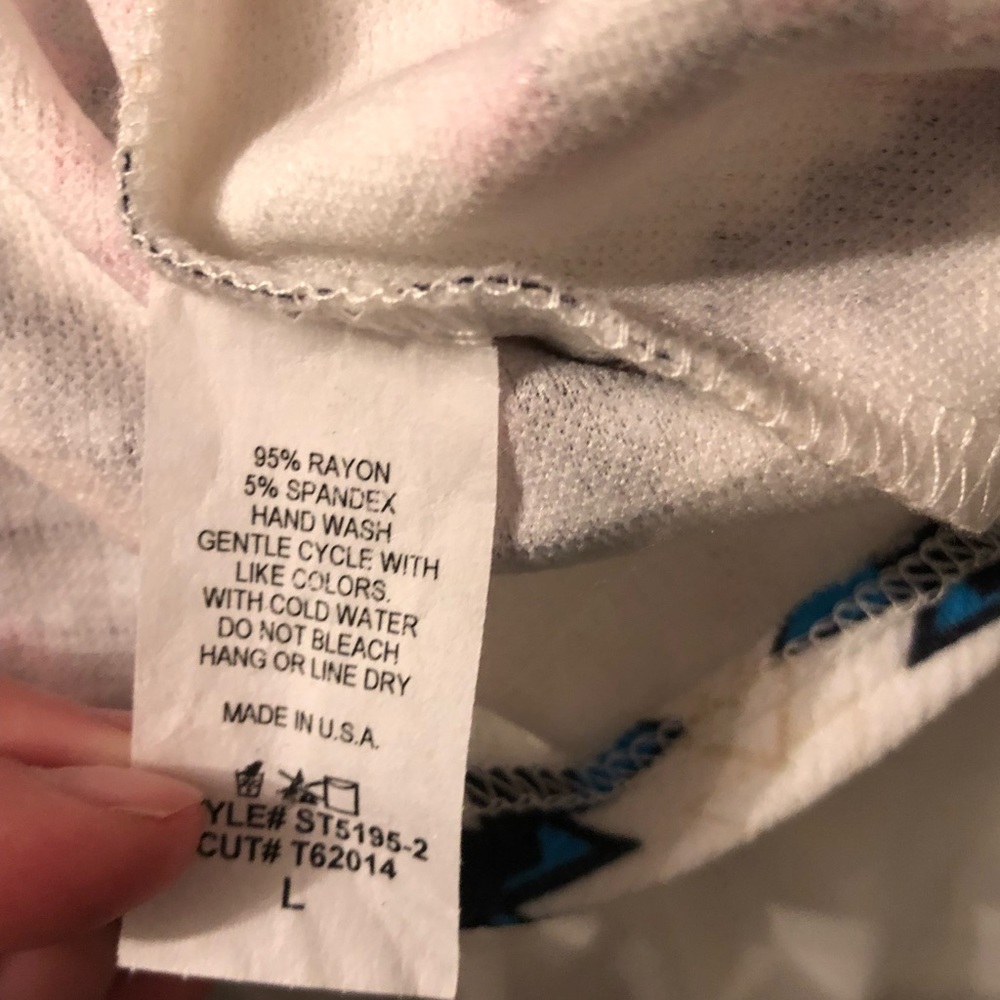 95% RAYON
5% SPANDEX
HAND WASH
GENTLE CYCLE WITH
LIKE COLORS.
WITH COLD WATER
DO NOT BLEACH
HANG OR LINE DRY
MADE IN U.S.A.
YLE# ST5195-2
CUT# T62014
L